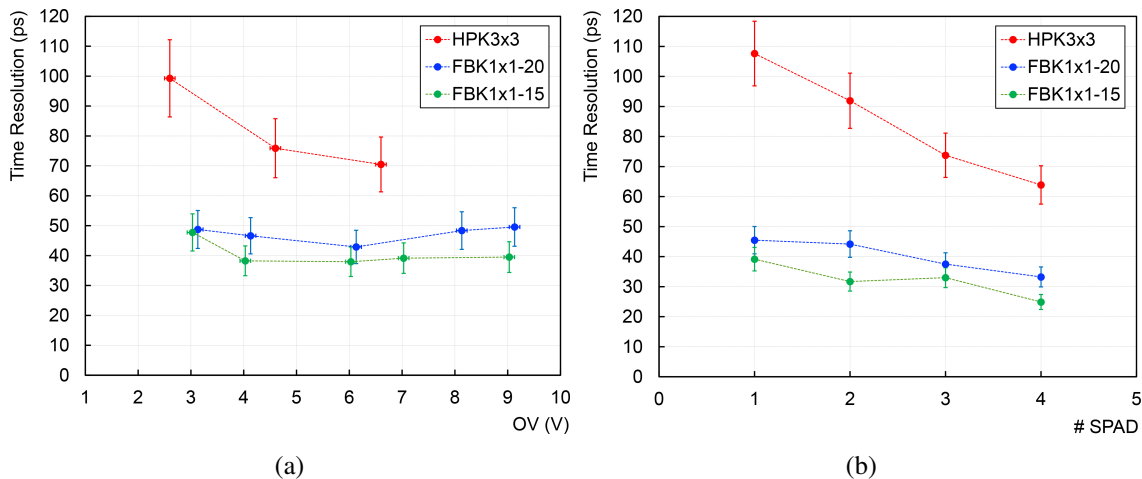 Time Resolution (ps)
120
110
100
90
80
70
60
50
40
30
20
10
0
1 2 3 4 5 6 7 8 9 10
OV (V)
HPK3x3
FBK1x1-20
FBK1x1-15
(a)
Time Resolution (ps)
120
110
100
90
80
70
60
50
40
30
20
10
0
0 1 2 3 4 5
# SPAD
HPK3x3
FBK1x1-20
FBK1x1-15
(b)